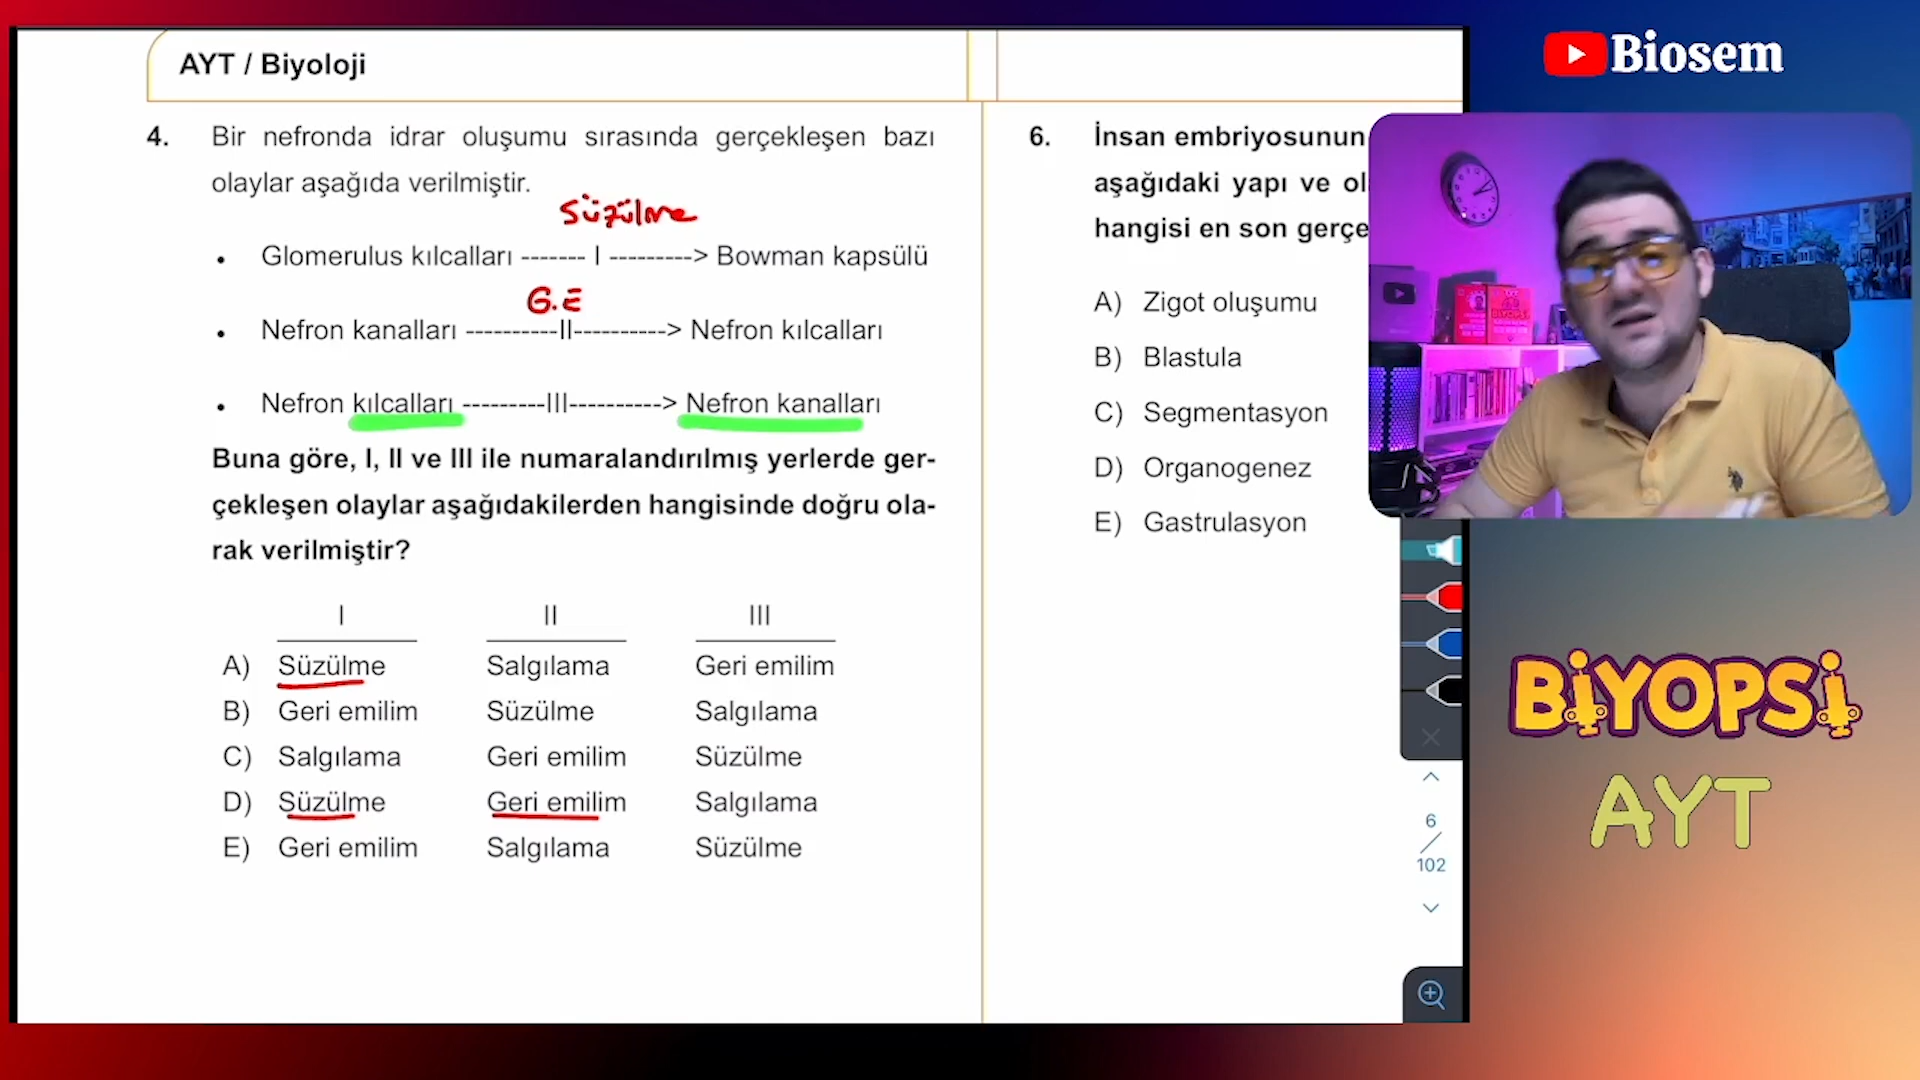 AYT / Biyoloji
4. Bir nefronda idrar oluşumu sırasında gerçekleşen bazı
olaylar aşağıda verilmiştir.
Süzülme
• Glomerulus kılcalları ------- I ---------> Bowman kapsülü
G.E
• Nefron kanalları ----------II----------> Nefron kılcalları
• Nefron kılcalları ---------III----------> Nefron kanalları
Buna göre, I, II ve III ile numaralandırılmış yerlerde ger-
çekleşen olaylar aşağıdakilerden hangisinde doğru ola-
rak verilmiştir?
I II III
A) Süzülme Salgılama Geri emilim
B) Geri emilim Süzülme Salgılama
C) Salgılama Geri emilim Süzülme
D) Süzülme Geri emilim Salgılama
E) Geri emilim Salgılama Süzülme
6. İnsan embriyosunun
aşağıdaki yapı ve ol
hangisi en son gerçe
A) Zigot oluşumu
B) Blastula
C) Segmentasyon
D) Organogenez
E) Gastrulasyon
Biosem
BİYOPSİ
BİYOPSİ
AYT
6
102